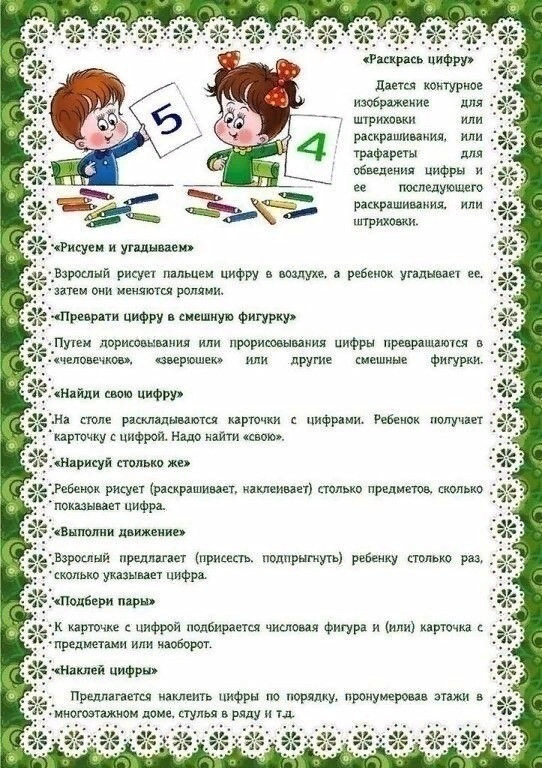 5
4
«Раскрась цифру»
Дается контурное
изображение для
штриховки или
раскрашивания, или
трафареты для
обведения цифры и
ее последующего
раскрашивания, или
штриховки.
«Рисуем и угадываем»
Взрослый рисует пальцем цифру в воздухе, а ребенок угадывает ее,
затем они меняются ролями.
«Преврати цифру в смешную фигурку»
Путем дорисовывания или прорисовывания цифры превращаются в
«человечков», «зверюшек» или другие смешные фигурки.
«Найди свою цифру»
На столе раскладываются карточки с цифрами. Ребенок получает
карточку с цифрой. Надо найти «свою».
«Нарисуй столько же»
Ребенок рисует (раскрашивает, наклеивает) столько предметов, сколько
показывает цифра.
«Выполни движение»
Взрослый предлагает (присесть, подпрыгнуть) ребенку столько раз,
сколько указывает цифра.
«Подбери пары»
К карточке с цифрой подбирается числовая фигура и (или) карточка с
предметами или наоборот.
«Наклей цифры»
Предлагается наклеить цифры по порядку, пронумеровав этажи в
многоэтажном доме, стулья в ряду и т.д.